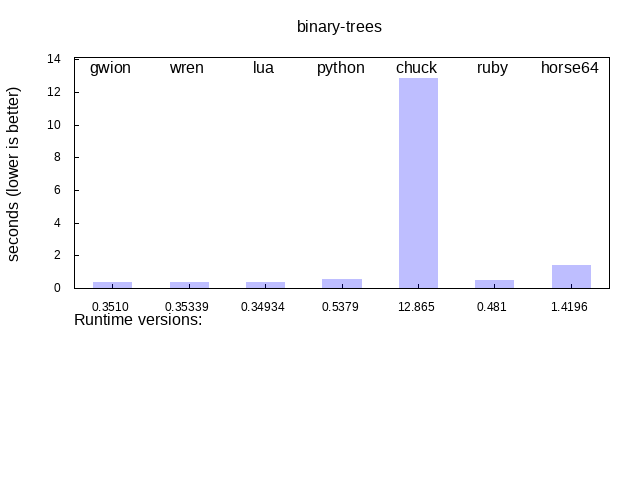 binary-trees
seconds (lower is better)
14
12
10
8
6
4
2
0
gwion wren lua python chuck ruby horse64
0.3510 0.35339 0.34934 0.5379 12.865 0.481 1.4196
Runtime versions: